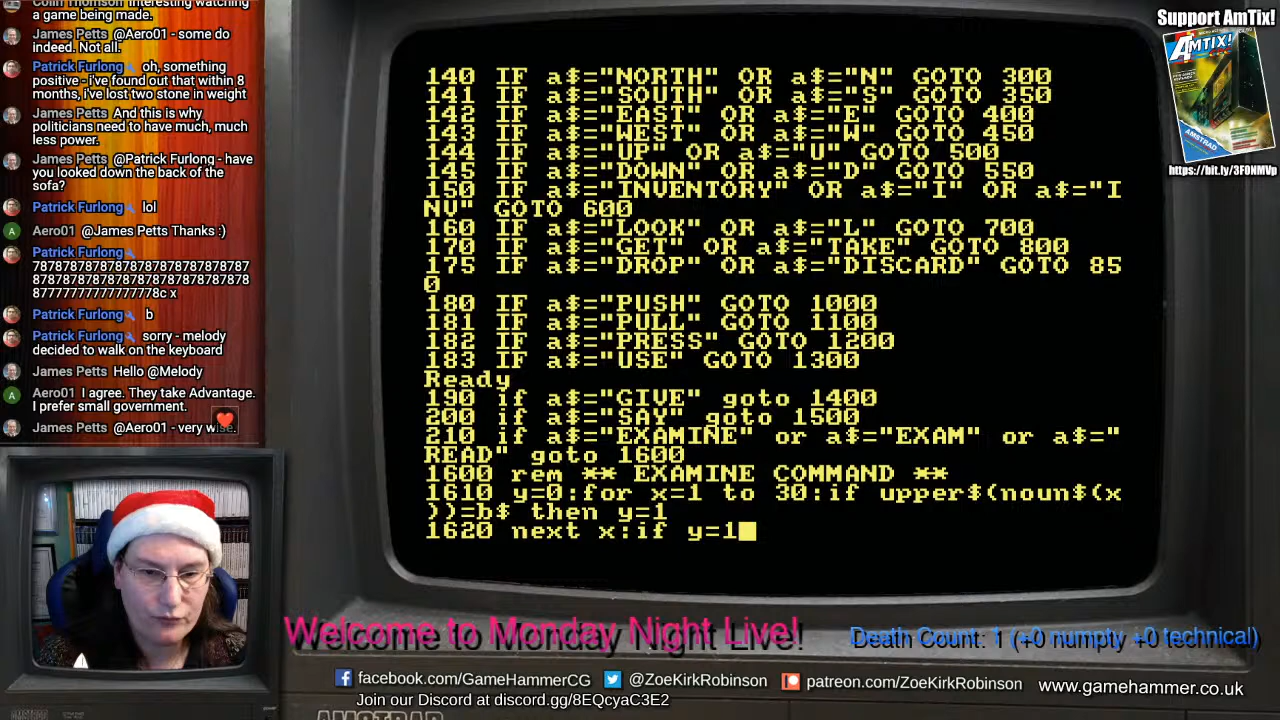 Colin Thomson interesting watching
a game being made.
James Petts @Aero01 - some do
indeed. Not all.
Patrick Furlong oh, something
positive - i've found out that within 8
months, i've lost two stone in weight
James Petts And this is why
politicians need to have much, much
less power.
James Petts @Patrick Furlong - have
you looked down the back of the
sofa?
Patrick Furlong lol
Aero01 @James Petts Thanks :)
Patrick Furlong
James Petts Hello @Melody
Patrick Furlong b
Patrick Furlong sorry - melody
decided to walk on the keyboard
Aero01 I agree. They take Advantage.
I prefer small government.
James Petts @Aero01 - very wise.
140 IF a$="NORTH" OR a$="N" GOTO 300
141 IF a$="SOUTH" OR a$="S" GOTO 350
142 IF a$="EAST" OR a$="E" GOTO 400
143 IF a$="WEST" OR a$="W" GOTO 450
144 IF a$="UP" OR a$="U" GOTO 500
145 IF a$="DOWN" OR a$="D" GOTO 550
150 IF a$="INVENTORY" OR a$="I" OR a$="I
NV" GOTO 600
160 IF a$="LOOK" OR a$="L" GOTO 700
170 IF a$="GET" OR a$="TAKE" GOTO 800
175 IF a$="DROP" OR a$="DISCARD" GOTO 85
0
180 IF a$="PUSH" GOTO 1000
181 IF a$="PULL" GOTO 1100
182 IF a$="PRESS" GOTO 1200
183 IF a$="USE" GOTO 1300
Ready
190 if a$="GIVE" goto 1400
200 if a$="SAY" goto 1500
210 if a$="EXAMINE" or a$="EXAM" or a$="
READ" goto 1600
1600 rem ** EXAMINE COMMAND **
1610 y=0:for x=1 to 30:if upper$(noun$(x
))=b$ then y=1
1620 next x:if y=1
Support AmTix!
AMTIX!
AMSTRAD
https://bit.ly/3FONMVp
Welcome to Monday Night Live!
Death Count: 1 (+0 numpty +0 technical)
facebook.com/GameHammerCG
@ZoeKirkRobinson
patreon.com/ZoeKirkRobinson
www.gamehammer.co.uk
Join our Discord at discord.gg/8EQcyaC3E2
AMSTRAD